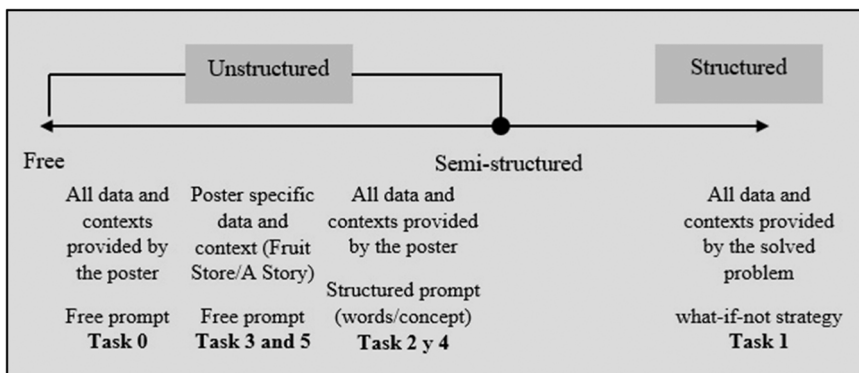 Unstructured
Structured
Free
Semi-structured
All data and
contexts
provided by
the poster
Free prompt
Task 0
Poster specific
data and
context (Fruit
Store/A Story)
Free prompt
Task 3 and 5
All data and
contexts provided
by the poster
Structured prompt
(words/concept)
Task 2 y 4
All data and
contexts provided
by the solved
problem
what-if-not strategy
Task 1